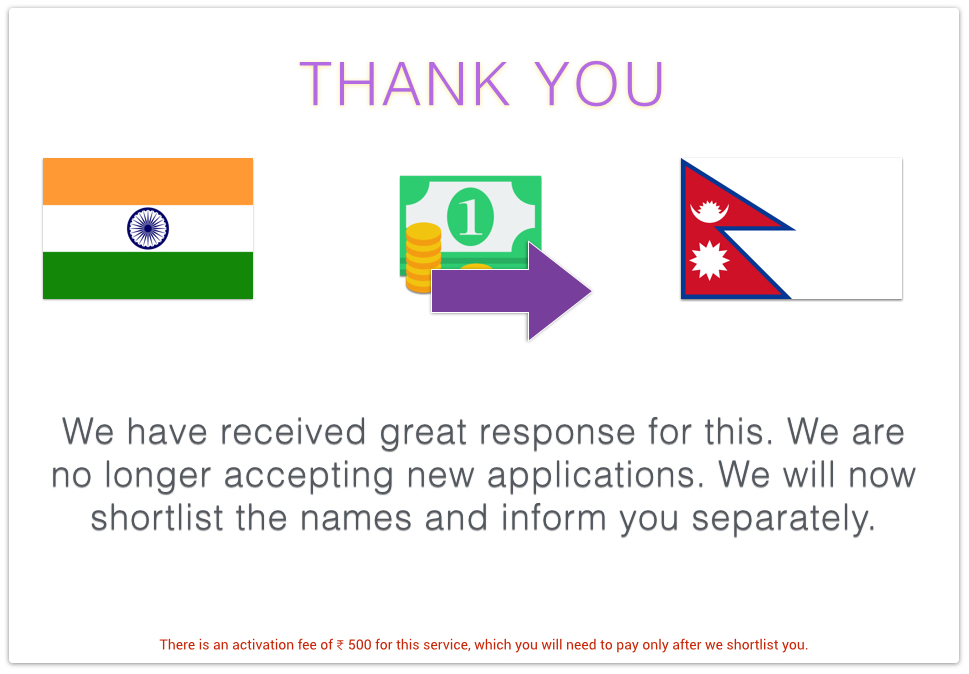 THANK YOU
1
We have received great response for this. We are
no longer accepting new applications. We will now
shortlist the names and inform you separately.
There is an activation fee of ₹ 500 for this service, which you will need to pay only after we shortlist you.